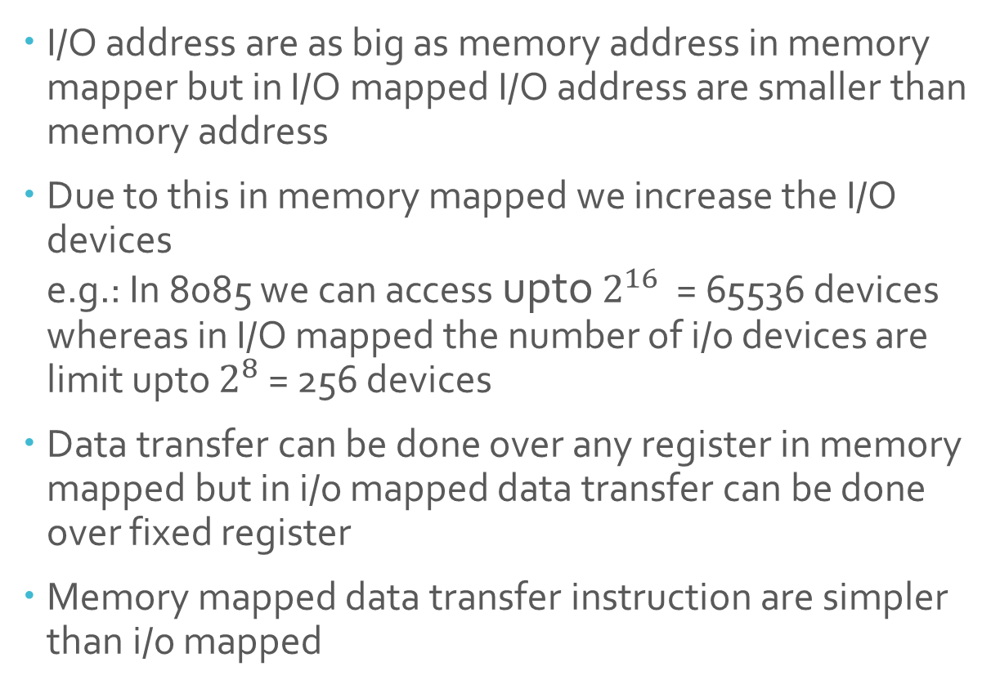 • I/O address are as big as memory address in memory
mapper but in I/O mapped I/O address are smaller than
memory address
• Due to this in memory mapped we increase the I/O
devices
e.g.: In 8085 we can access upto 2¹⁶ = 65536 devices
whereas in I/O mapped the number of i/o devices are
limit upto 2⁸ = 256 devices
• Data transfer can be done over any register in memory
mapped but in i/o mapped data transfer can be done
over fixed register
• Memory mapped data transfer instruction are simpler
than i/o mapped